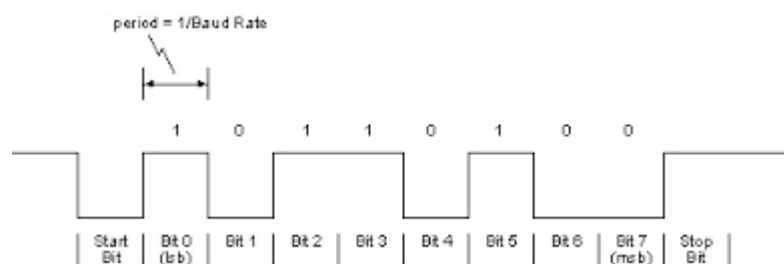 period = 1/Baud Rate
1 0 1 1 0 1 0 0
Start Bit 0 Bit 1 Bit 2 Bit 3 Bit 4 Bit 5 Bit 6 Bit 7 Stop
Bit (lsb) (msb) Bit